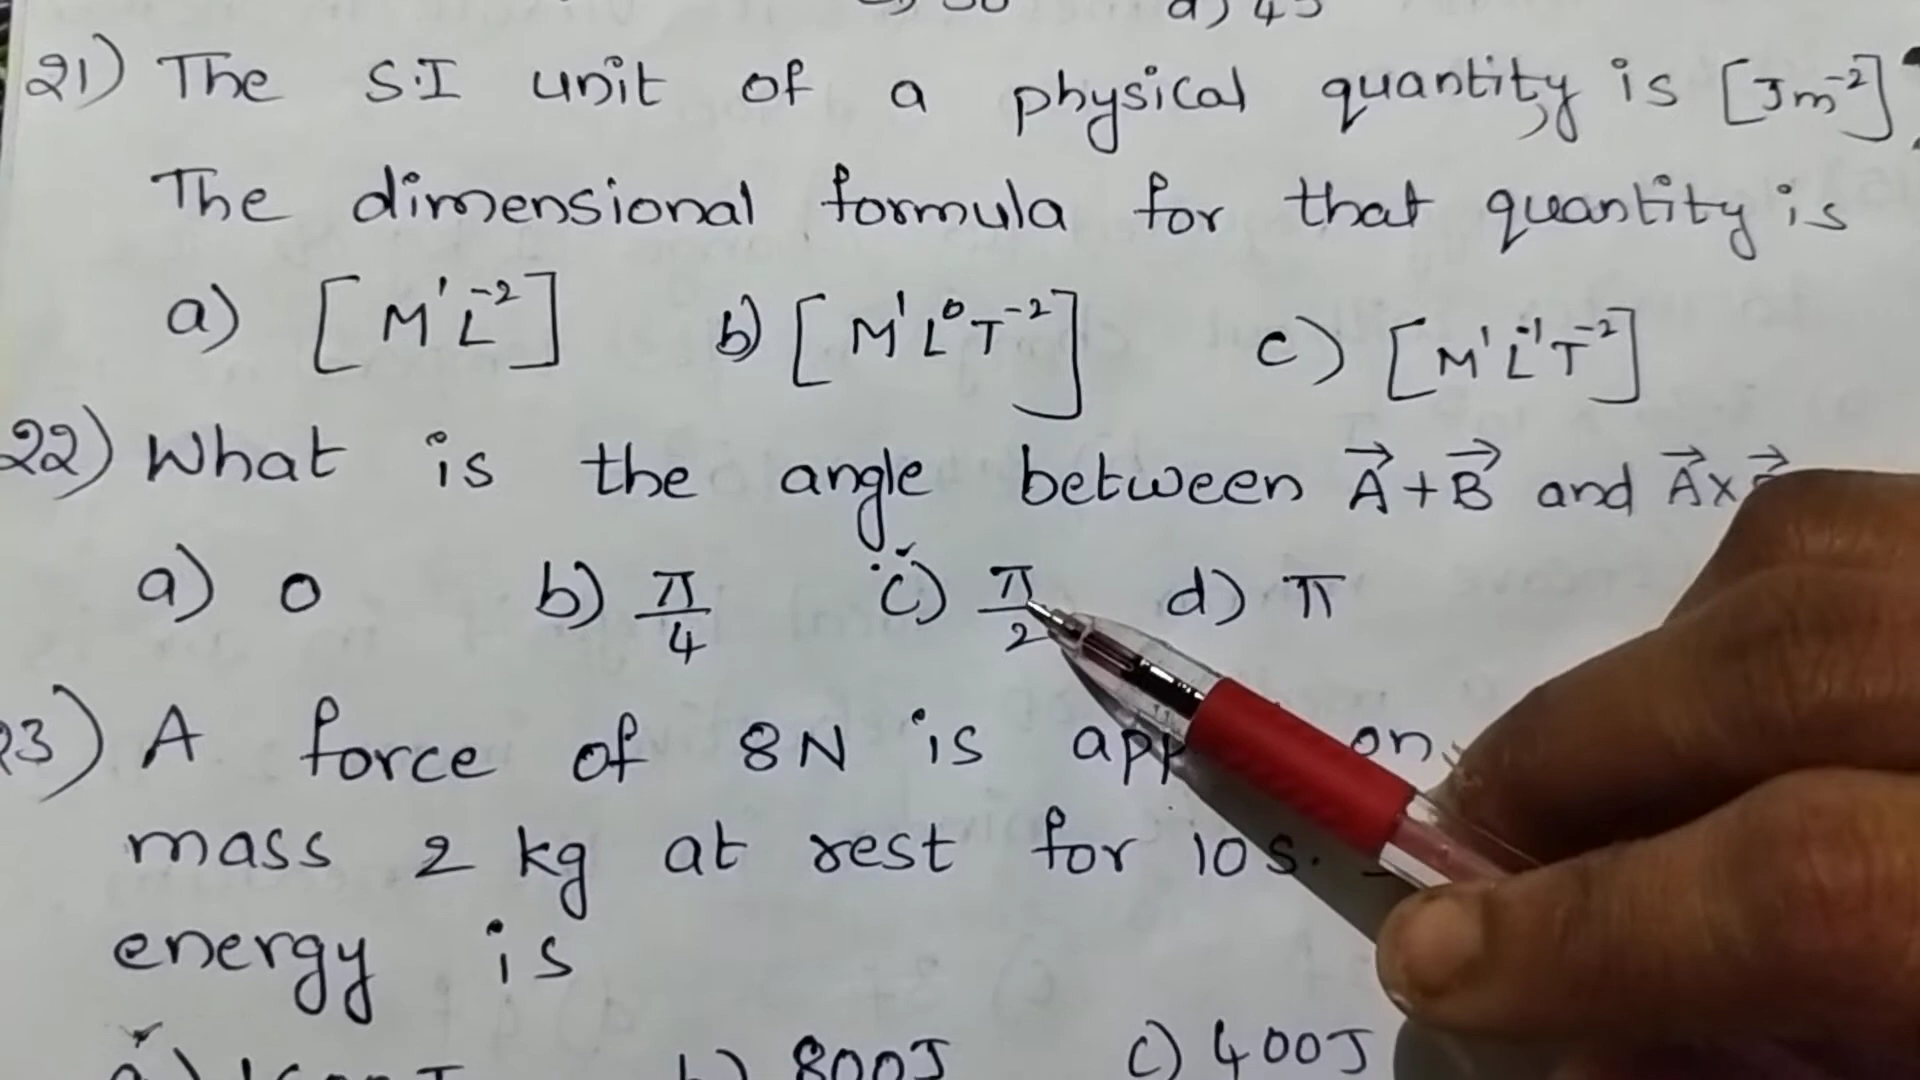 d) 45
21) The S.I unit of a physical quantity is [Jm⁻²],
The dimensional formula for that quantity is
a) [M¹L⁻²] b) [M¹L⁰T⁻²] c) [M¹L⁻¹T⁻²]
22) What is the angle between A⃗+B⃗ and A⃗×
a) 0 b) π/4 c) π/2 d) π
23) A force of 8N is on
mass 2 kg at rest for 10s.
energy is
a) b) 800J c) 400J